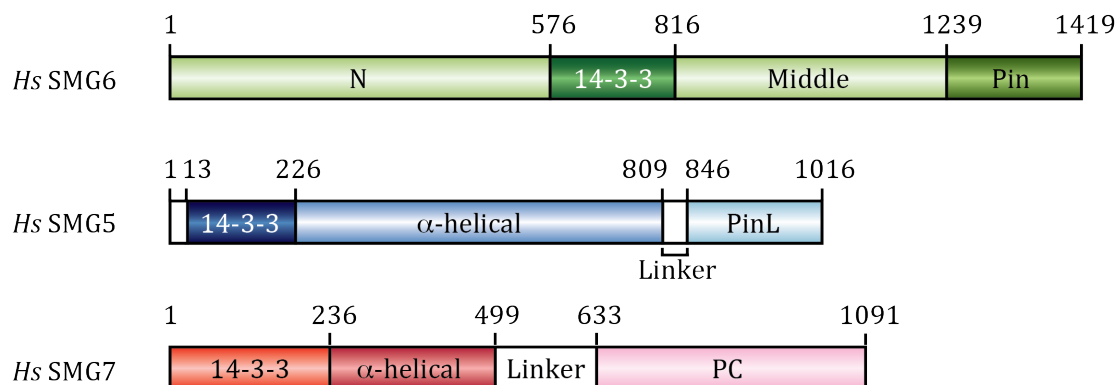 1 576 816 1239 1419
Hs SMG6 N 14-3-3 Middle Pin
1 13 226 809 846 1016
Hs SMG5 14-3-3 α-helical PinL
Linker
1 236 499 633 1091
Hs SMG7 14-3-3 α-helical Linker PC